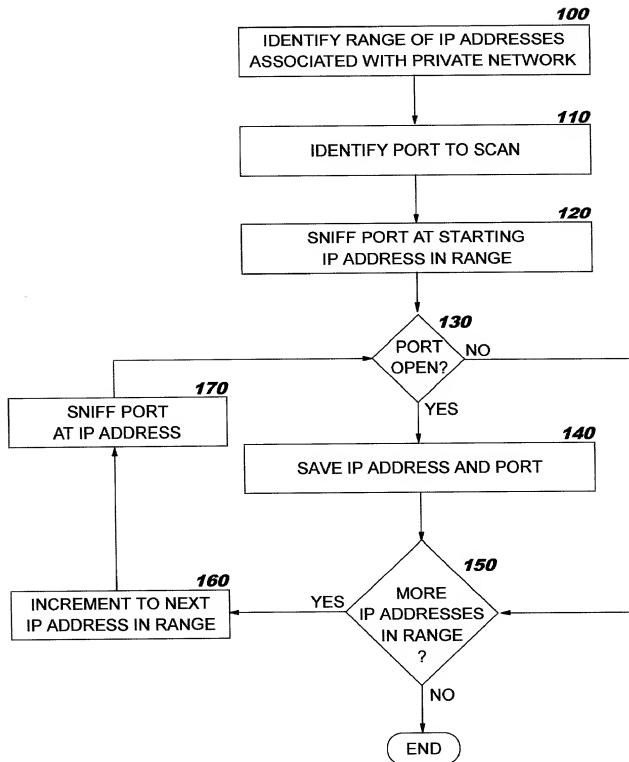 100
IDENTIFY RANGE OF IP ADDRESSES
ASSOCIATED WITH PRIVATE NETWORK
110
IDENTIFY PORT TO SCAN
120
SNIFF PORT AT STARTING
IP ADDRESS IN RANGE
130
PORT
OPEN?
NO
YES
170
SNIFF PORT
AT IP ADDRESS
140
SAVE IP ADDRESS AND PORT
150
MORE
IP ADDRESSES
IN RANGE
?
YES
160
INCREMENT TO NEXT
IP ADDRESS IN RANGE
NO
END